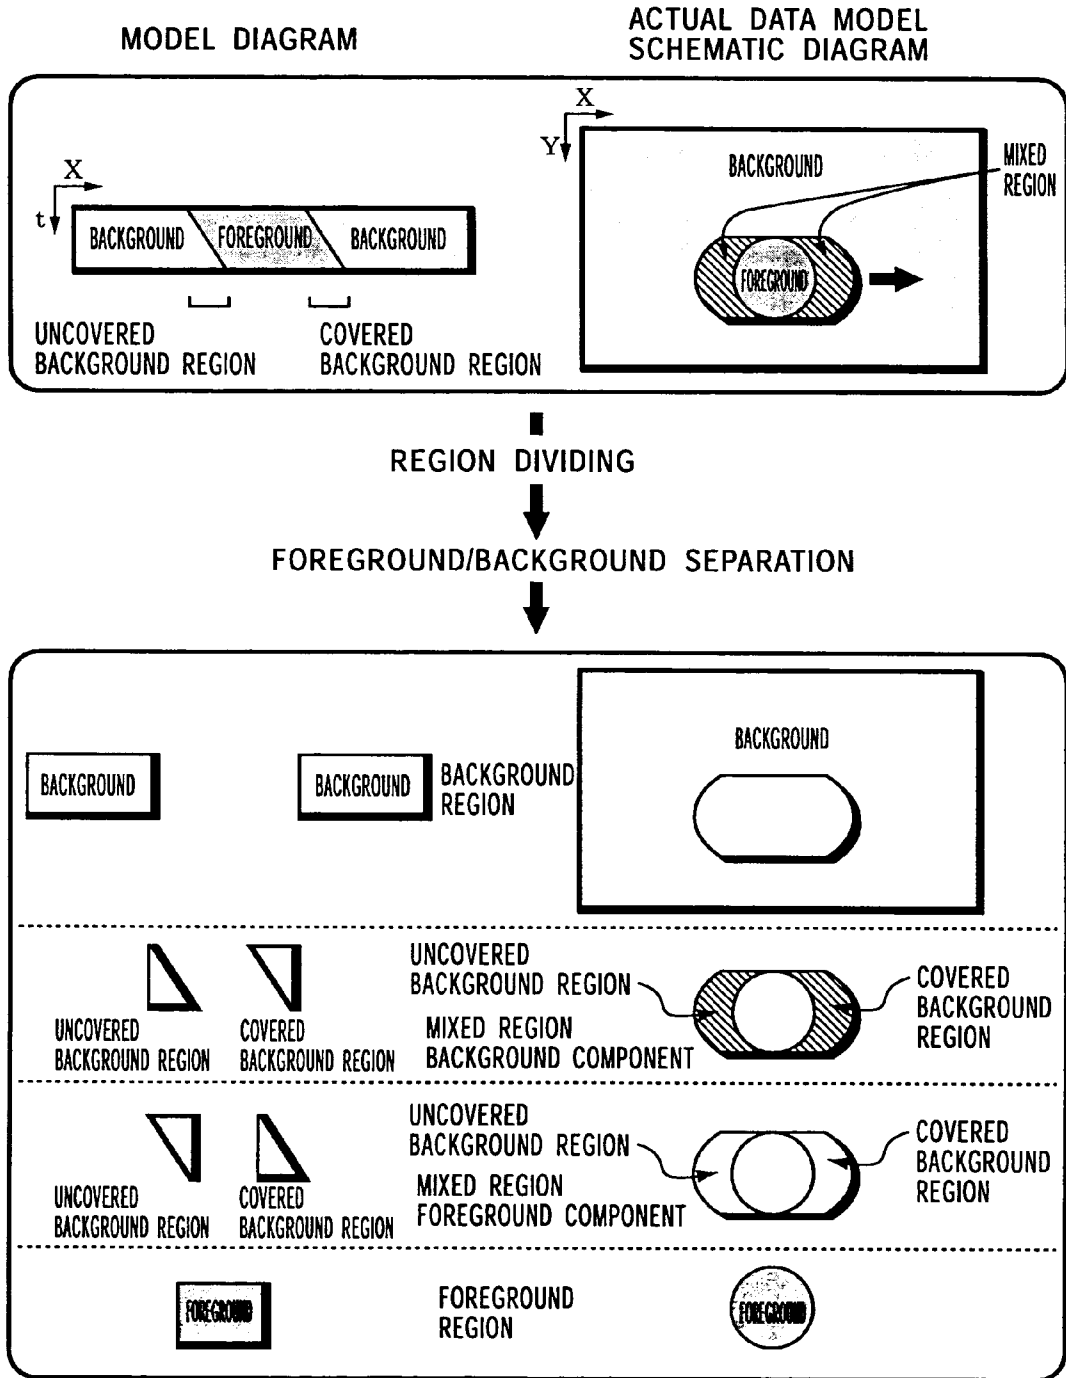 MODEL DIAGRAM
ACTUAL DATA MODEL
SCHEMATIC DIAGRAM
X
t
BACKGROUND
FOREGROUND
BACKGROUND
UNCOVERED
BACKGROUND REGION
COVERED
BACKGROUND REGION
X
Y
BACKGROUND
MIXED
REGION
FOREGROUND
REGION DIVIDING
FOREGROUND/BACKGROUND SEPARATION
BACKGROUND
BACKGROUND
BACKGROUND
REGION
BACKGROUND
UNCOVERED
BACKGROUND REGION
COVERED
BACKGROUND REGION
UNCOVERED
BACKGROUND REGION
MIXED REGION
BACKGROUND COMPONENT
COVERED
BACKGROUND
REGION
UNCOVERED
BACKGROUND REGION
COVERED
BACKGROUND REGION
UNCOVERED
BACKGROUND REGION
MIXED REGION
FOREGROUND COMPONENT
COVERED
BACKGROUND
REGION
FOREGROUND
FOREGROUND
REGION
FOREGROUND